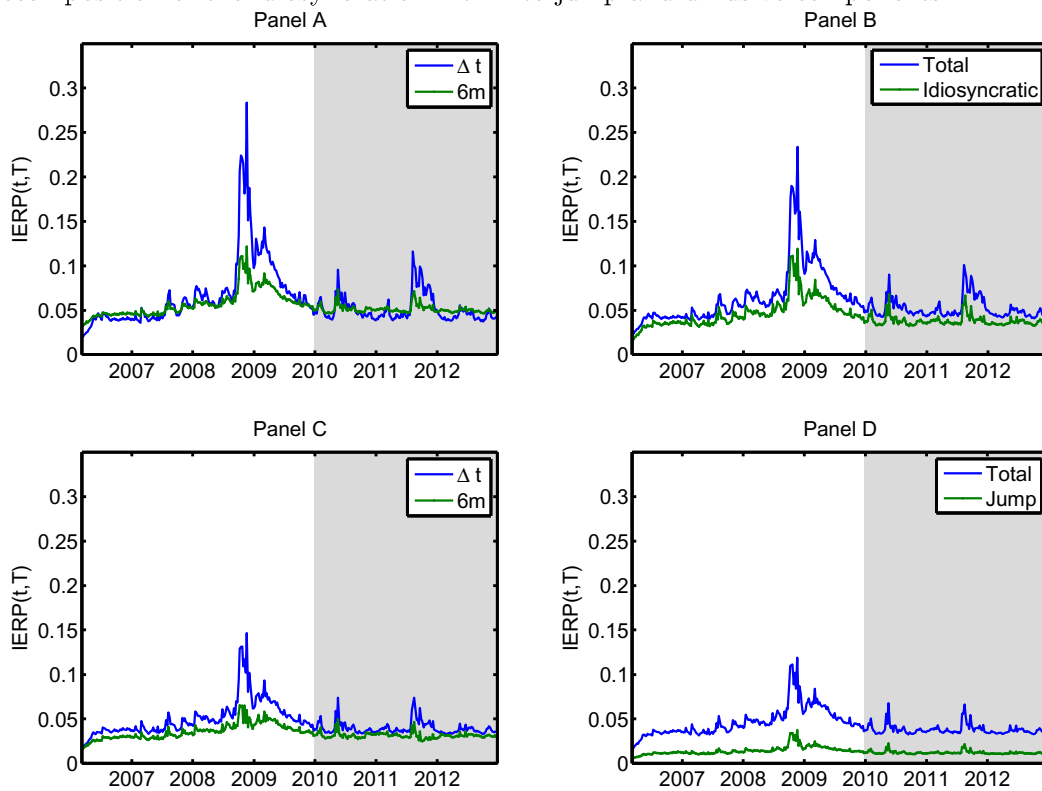 Panel A
Panel B
0.3
0.25
0.2
0.15
0.1
0.05
0
IERP(t,T)
Δ t
6m
2007 2008 2009 2010 2011 2012
0.3
0.25
0.2
0.15
0.1
0.05
0
IERP(t,T)
Total
Idiosyncratic
2007 2008 2009 2010 2011 2012
Panel C
Panel D
0.3
0.25
0.2
0.15
0.1
0.05
0
IERP(t,T)
Δ t
6m
2007 2008 2009 2010 2011 2012
0.3
0.25
0.2
0.15
0.1
0.05
0
IERP(t,T)
Total
Jump
2007 2008 2009 2010 2011 2012